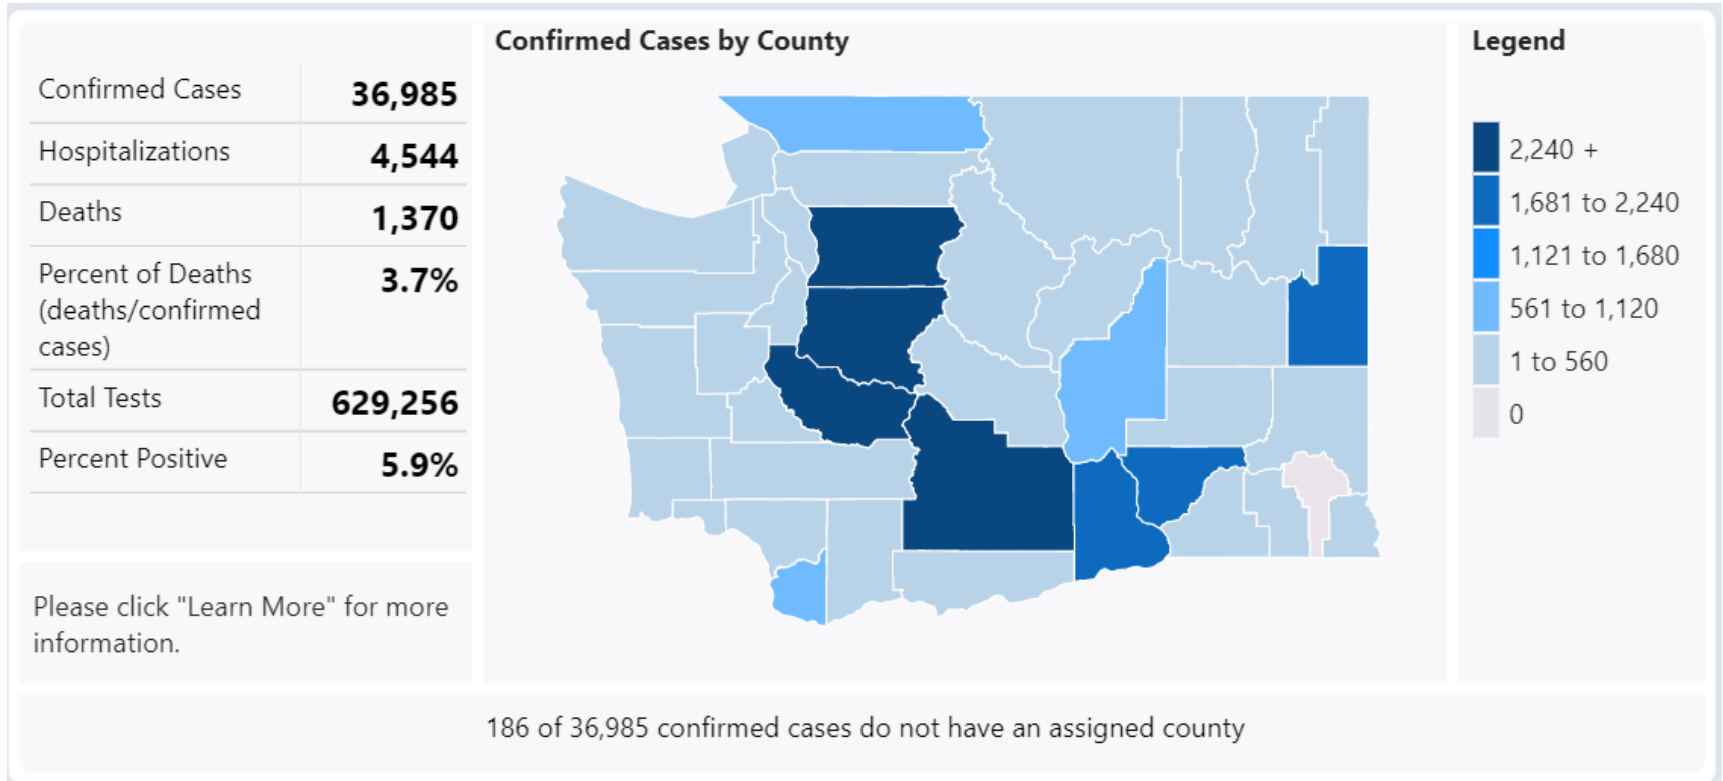 Confirmed Cases 36,985
Hospitalizations 4,544
Deaths 1,370
Percent of Deaths 3.7%
(deaths/confirmed
cases)
Total Tests 629,256
Percent Positive 5.9%
Please click "Learn More" for more
information.
Confirmed Cases by County
Legend
2,240 +
1,681 to 2,240
1,121 to 1,680
561 to 1,120
1 to 560
0
186 of 36,985 confirmed cases do not have an assigned county